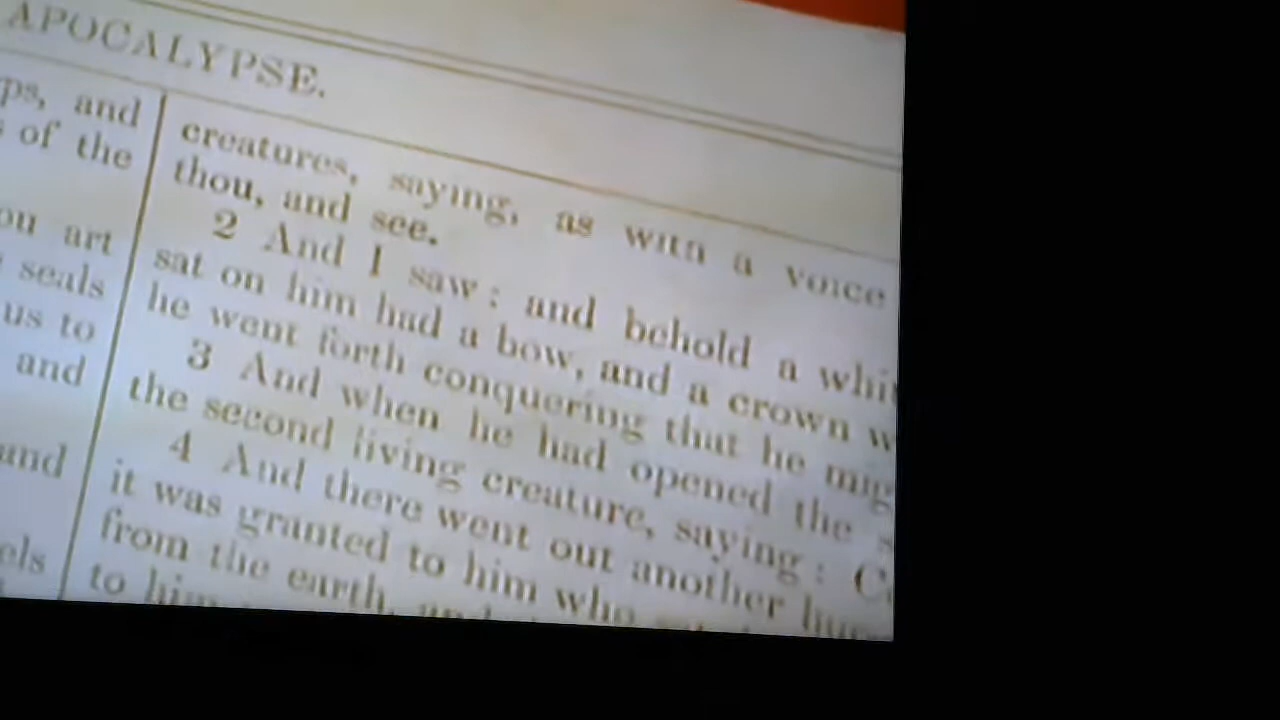 APOCALYPSE.
ps, and
of the
ou art
seals
us to
and
and
els
creatures, saying, as with a voice
thou, and see.
2 And I saw: and behold a whit
sat on him had a bow, and a crown w
he went forth conquering that he mig
3 And when he had opened the s
the second living creature, saying: C
4 And there went out another
it was granted to him who
from the earth,
to him